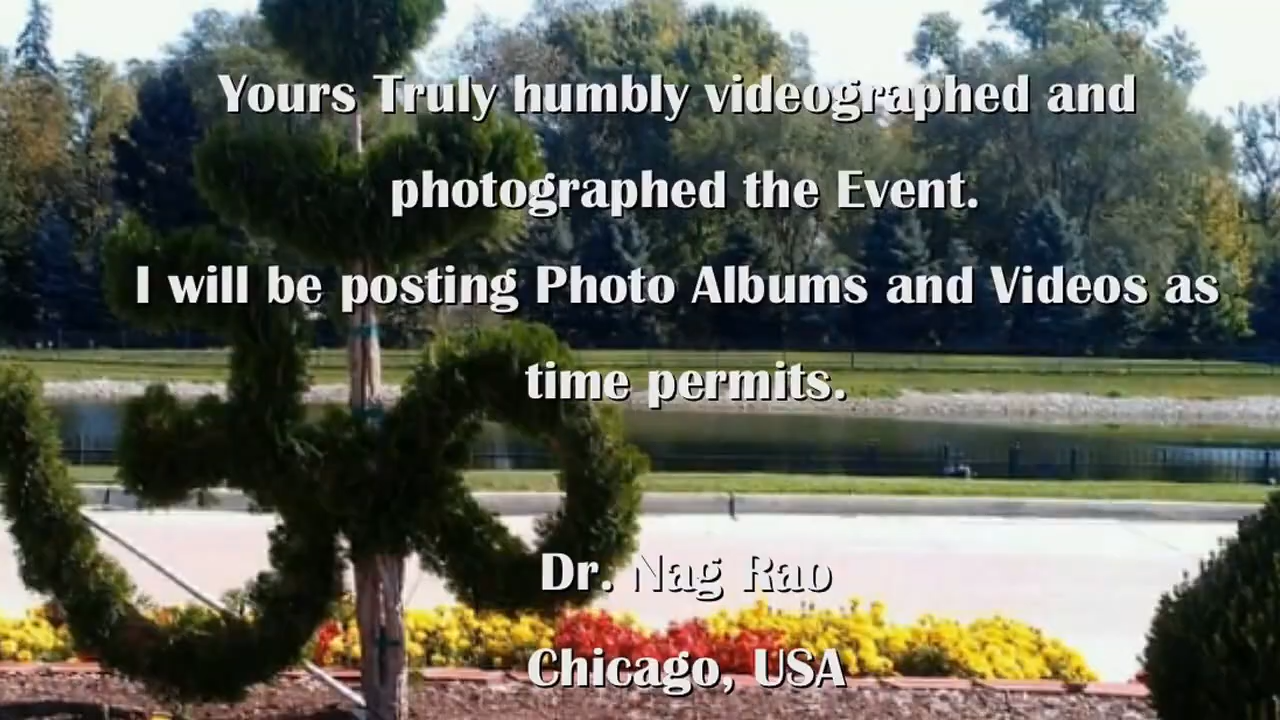 Yours Truly humbly videographed and
photographed the Event.
I will be posting Photo Albums and Videos as
time permits.
Dr. Nag Rao
Chicago, USA